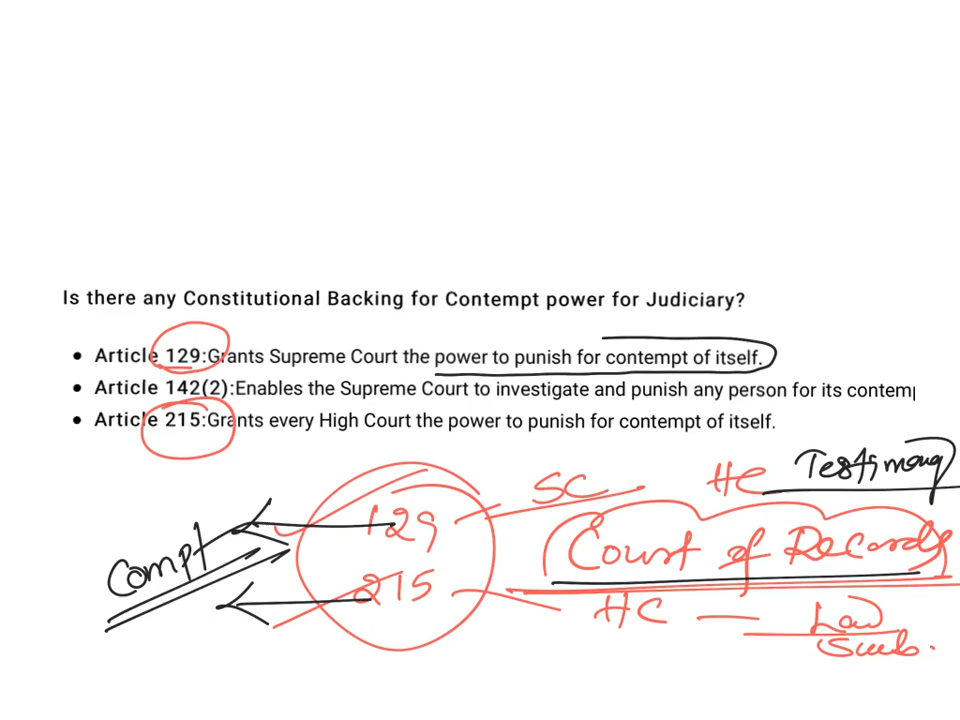 Is there any Constitutional Backing for Contempt power for Judiciary?
• Article 129:Grants Supreme Court the power to punish for contempt of itself.
• Article 142(2):Enables the Supreme Court to investigate and punish any person for its contemp
• Article 215:Grants every High Court the power to punish for contempt of itself.
SC HC Testimony
129 Court of Records
Compt
215 HC — Law
Sub.